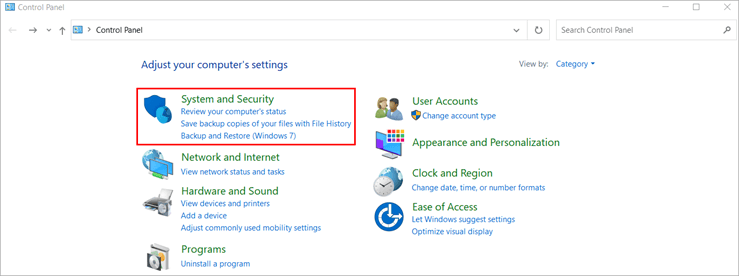 Control Panel
Control Panel
Search Control Panel
Adjust your computer's settings
View by: Category
System and Security
Review your computer's status
Save backup copies of your files with File History
Backup and Restore (Windows 7)
Network and Internet
View network status and tasks
Hardware and Sound
View devices and printers
Add a device
Adjust commonly used mobility settings
Programs
Uninstall a program
User Accounts
Change account type
Appearance and Personalization
Clock and Region
Change date, time, or number formats
Ease of Access
Let Windows suggest settings
Optimize visual display